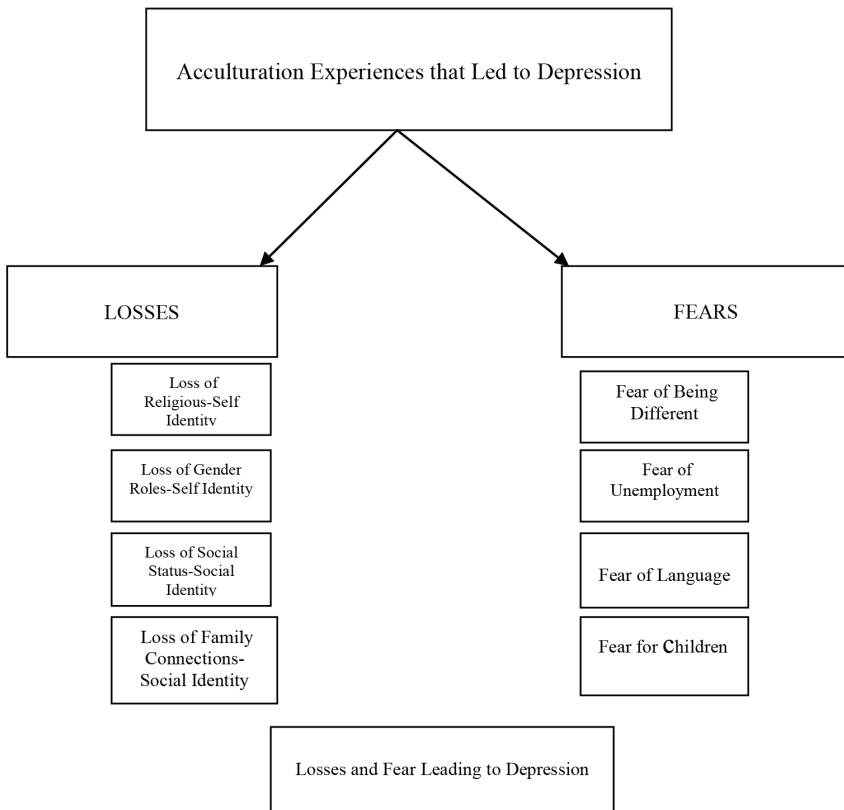 Acculturation Experiences that Led to Depression
LOSSES
Loss of
Religious-Self
Identity
Loss of Gender
Roles-Self Identity
Loss of Social
Status-Social
Identity
Loss of Family
Connections-
Social Identity
FEARS
Fear of Being
Different
Fear of
Unemployment
Fear of Language
Fear for Children
Losses and Fear Leading to Depression